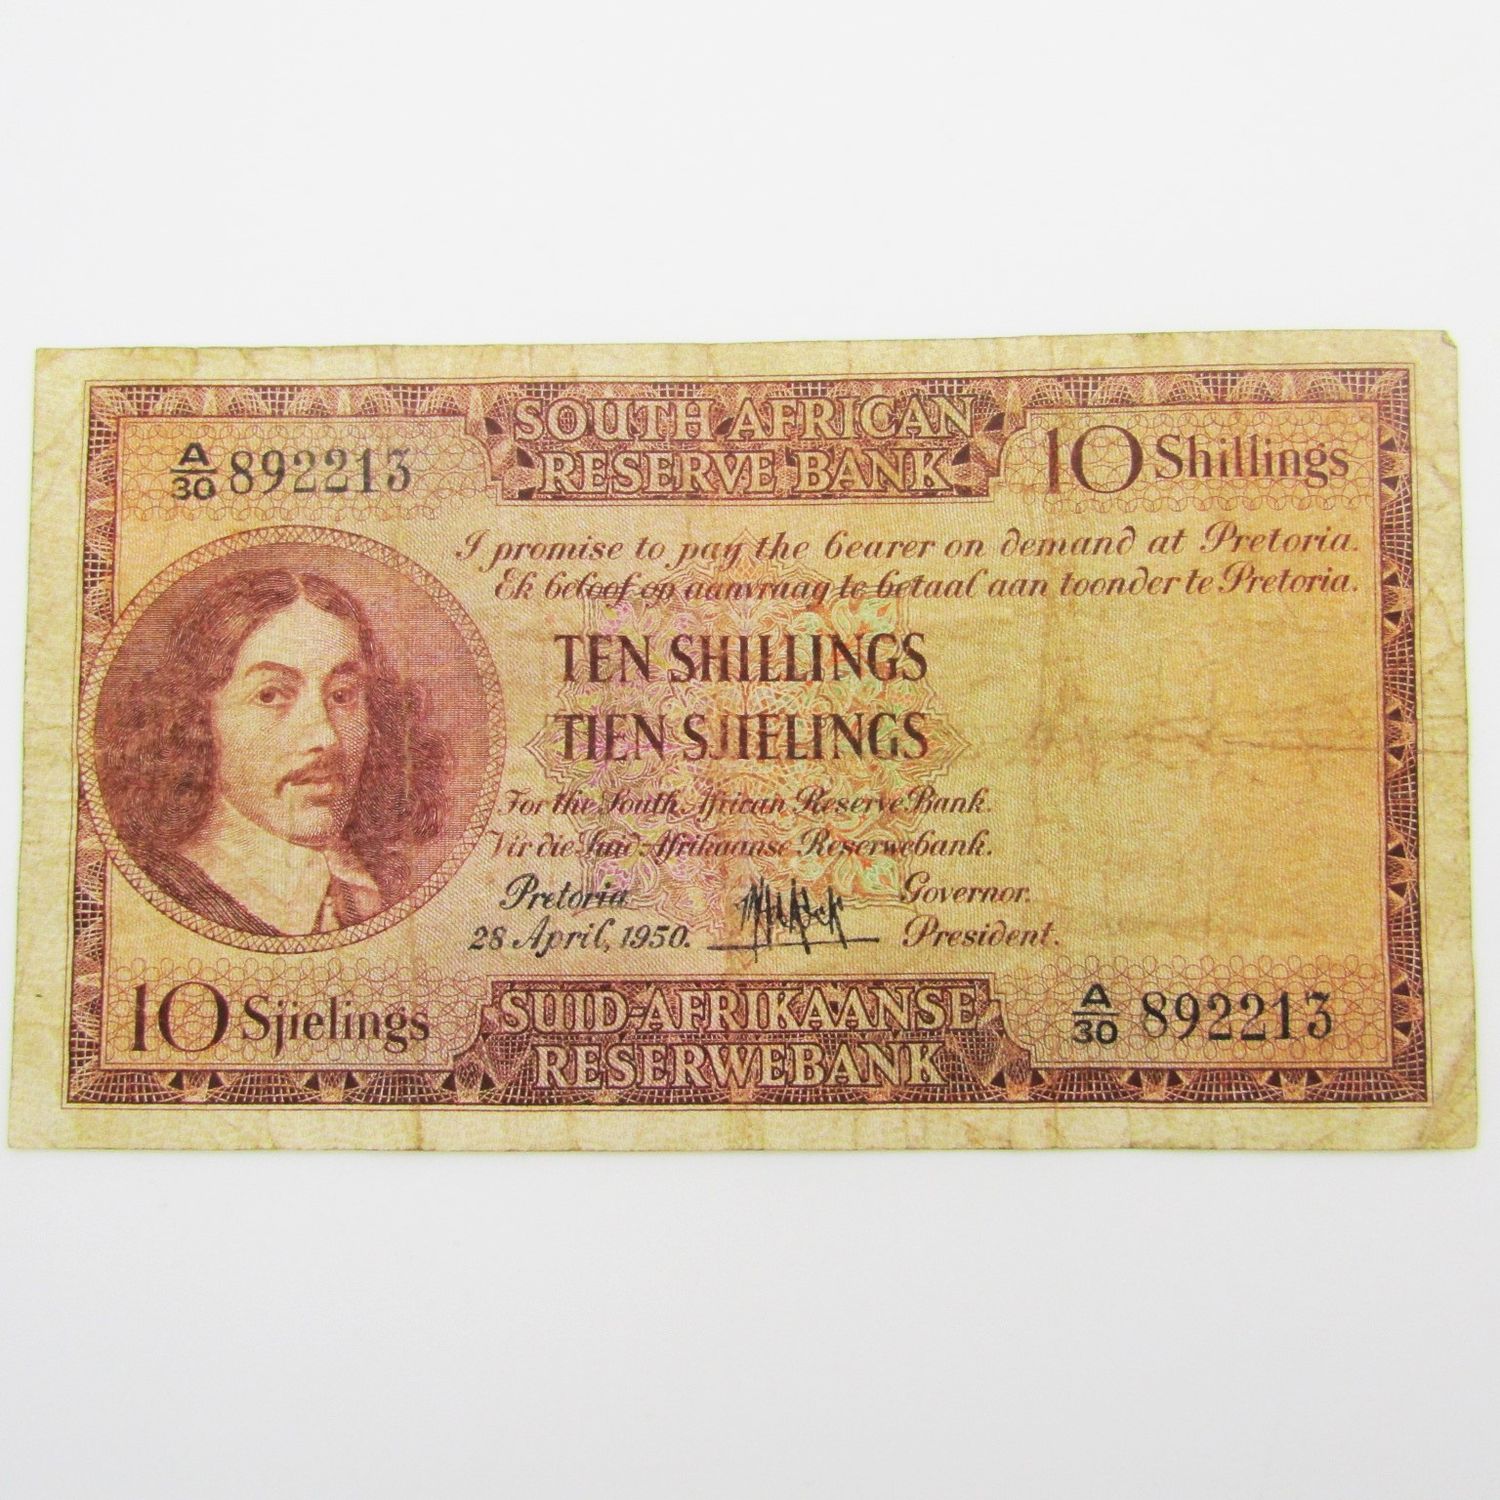 SOUTH AFRICAN
RESERVE BANK
A/30 892213
10 Shillings
I promise to pay the bearer on demand at Pretoria.
Ek beloof op aanvraag te betaal aan toonder te Pretoria.
TEN SHILLINGS
TIEN SJIELINGS
For the South African Reserve Bank.
Vir die Suid-Afrikaanse Reserwebank.
Pretoria
28 April, 1950.
Governor.
President.
10 Sjielings
SUID-AFRIKAANSE
RESERWEBANK
A/30 892213